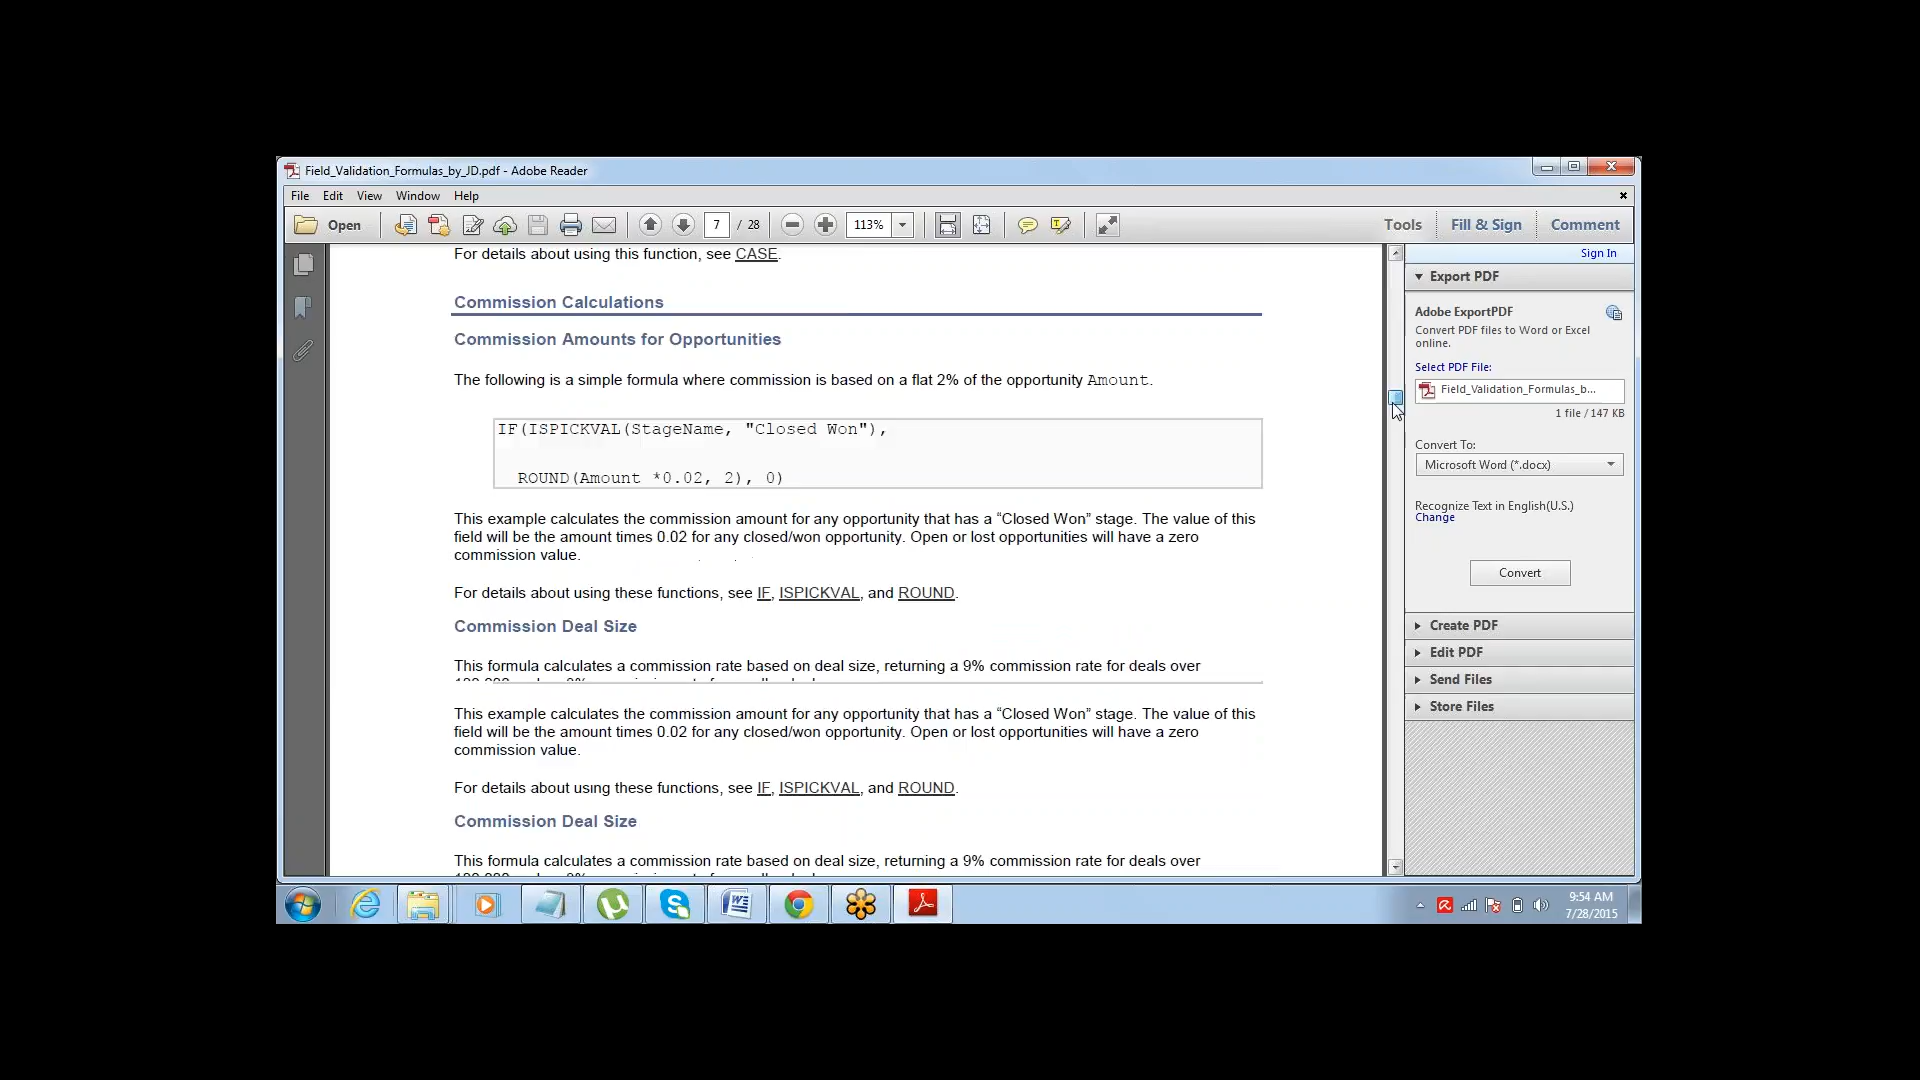 Field_Validation_Formulas_by_JD.pdf - Adobe Reader
File Edit View Window Help
Open 7 / 28 113% Tools Fill & Sign Comment
For details about using this function, see CASE.
Commission Calculations
Commission Amounts for Opportunities
The following is a simple formula where commission is based on a flat 2% of the opportunity Amount.
IF(ISPICKVAL(StageName, "Closed Won"),
ROUND(Amount *0.02, 2), 0)
This example calculates the commission amount for any opportunity that has a “Closed Won” stage. The value of this
field will be the amount times 0.02 for any closed/won opportunity. Open or lost opportunities will have a zero
commission value.
For details about using these functions, see IF, ISPICKVAL, and ROUND.
Commission Deal Size
This formula calculates a commission rate based on deal size, returning a 9% commission rate for deals over
This example calculates the commission amount for any opportunity that has a “Closed Won” stage. The value of this
field will be the amount times 0.02 for any closed/won opportunity. Open or lost opportunities will have a zero
commission value.
For details about using these functions, see IF, ISPICKVAL, and ROUND.
Commission Deal Size
This formula calculates a commission rate based on deal size, returning a 9% commission rate for deals over
Sign In
Export PDF
Adobe ExportPDF
Convert PDF files to Word or Excel
online.
Select PDF File:
Field_Validation_Formulas_b...
1 file / 147 KB
Convert To:
Microsoft Word (*.docx)
Recognize Text in English(U.S.)
Change
Convert
Create PDF
Edit PDF
Send Files
Store Files
9:54 AM
7/28/2015